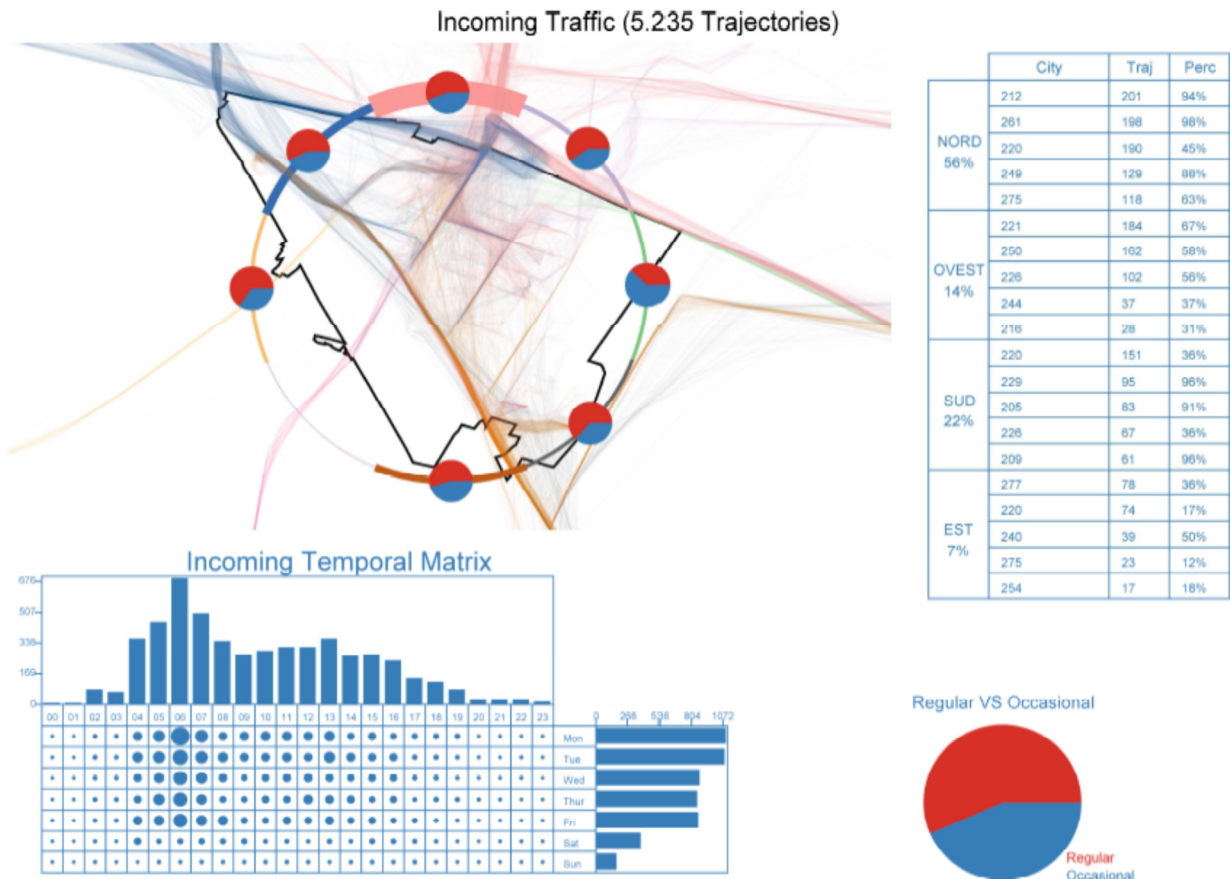 Incoming Traffic (5.235 Trajectories)
City Traj Perc
NORD
56%
212 201 94%
261 198 98%
220 190 45%
249 129
275 118 63%
OVEST
14%
221 184 67%
250 162 58%
226 102 56%
244 37 37%
216 28 31%
SUD
22%
220 151 36%
229 95 96%
205 83 91%
226 67 36%
209 61 96%
EST
7%
277 78 36%
220 74 17%
240 39 50%
275 23 12%
254 17 18%
Incoming Temporal Matrix
676
507
338
169
0
00 01 02 03 04 05 06 07 08 09 10 11 12 13 14 15 16 17 18 19 20 21 22 23
0 268 536 804 1072
Mon
Tue
Wed
Thur
Fri
Sat
Sun
Regular VS Occasional
Regular
Occasional